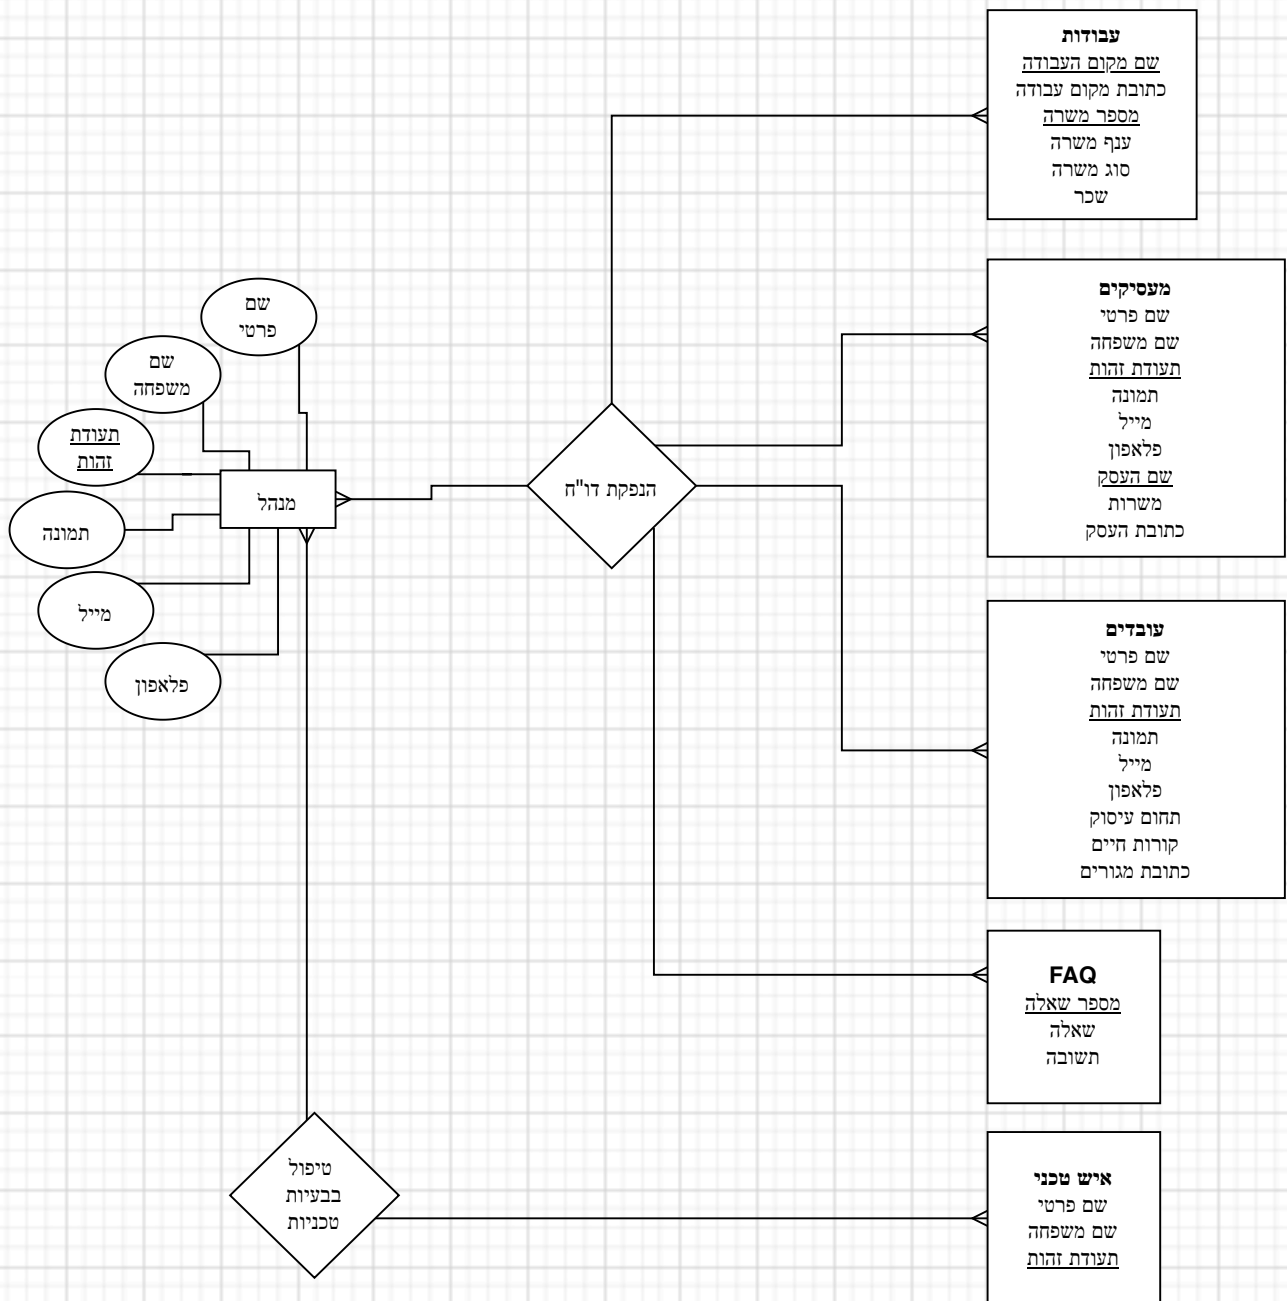 עבודות
שם מקום העבודה
כתובת מקום עבודה
מספר משרה
ענף משרה
סוג משרה
שכר
מעסיקים
שם פרטי
שם משפחה
תעודת זהות
תמונה
מייל
פלאפון
שם העסק
משרות
כתובת העסק
עובדים
שם פרטי
שם משפחה
תעודת זהות
תמונה
מייל
פלאפון
תחום עיסוק
קורות חיים
כתובת מגורים
FAQ
מספר שאלה
שאלה
תשובה
איש טכני
שם פרטי
שם משפחה
תעודת זהות
הנפקת דו"ח
טיפול
בבעיות
טכניות
מנהל
שם
פרטי
שם
משפחה
תעודת
זהות
תמונה
מייל
פלאפון